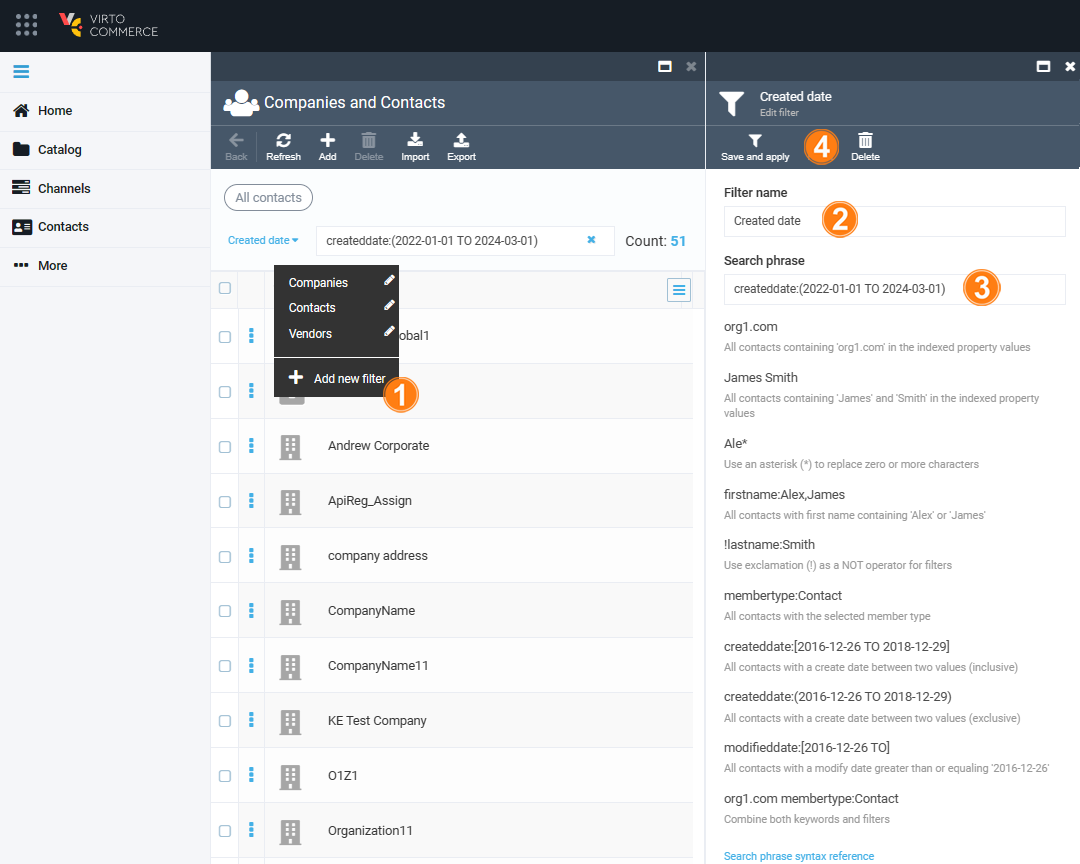 VIRTO
COMMERCE
Home
Catalog
Channels
Contacts
More
Companies and Contacts
Back
Refresh
Add
Delete
Import
Export
All contacts
Created date
createddate:(2022-01-01 TO 2024-03-01)
Count: 51
Companies
Contacts
Vendors
Add new filter
1
obal1
Andrew Corporate
ApiReg_Assign
company address
CompanyName
CompanyName11
KE Test Company
O1Z1
Organization11
Created date
Edit filter
Save and apply
4
Delete
Filter name
Created date
2
Search phrase
createddate:(2022-01-01 TO 2024-03-01)
3
org1.com
All contacts containing 'org1.com' in the indexed property values
James Smith
All contacts containing 'James' and 'Smith' in the indexed property
values
Ale*
Use an asterisk (*) to replace zero or more characters
firstname:Alex,James
All contacts with first name containing 'Alex' or 'James'
!lastname:Smith
Use exclamation (!) as a NOT operator for filters
membertype:Contact
All contacts with the selected member type
createddate:[2016-12-26 TO 2018-12-29]
All contacts with a create date between two values (inclusive)
createddate:(2016-12-26 TO 2018-12-29)
All contacts with a create date between two values (exclusive)
modifieddate:[2016-12-26 TO]
All contacts with a modify date greater than or equaling '2016-12-26'
org1.com membertype:Contact
Combine both keywords and filters
Search phrase syntax reference